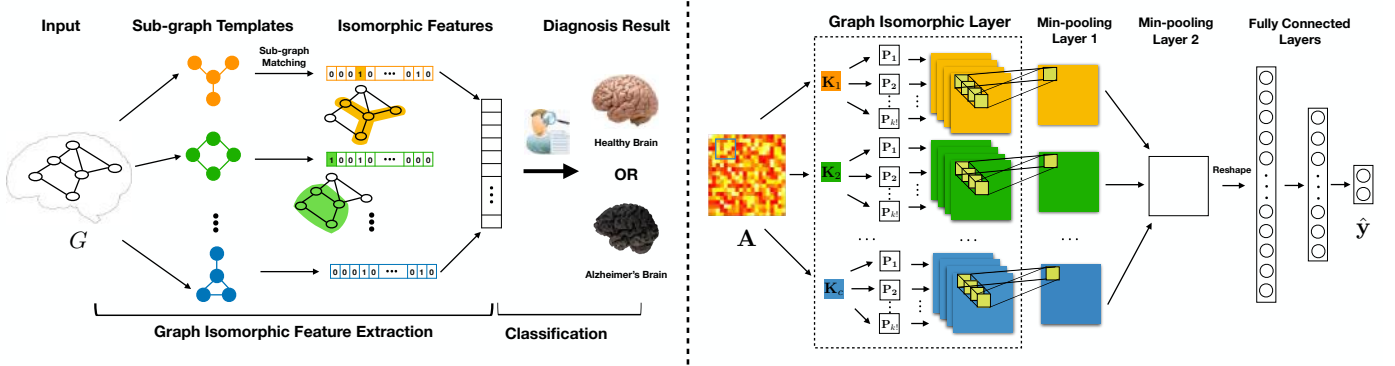 Input
Sub-graph Templates
Isomorphic Features
Diagnosis Result
Sub-graph
Matching
0 0 0 1 0 ••• 0 1 0
1 0 0 1 0 ••• 0 0 0
0 0 0 1 0 ••• 0 1 0
G
Healthy Brain
OR
Alzheimer's Brain
Graph Isomorphic Feature Extraction
Classification
Graph Isomorphic Layer
Min-pooling
Layer 1
Min-pooling
Layer 2
Fully Connected
Layers
A
K₁
P₁
P₂
Pₖ!
K₂
P₁
P₂
Pₖ!
...
...
...
K_c
P₁
P₂
Pₖ!
Reshape
ŷ